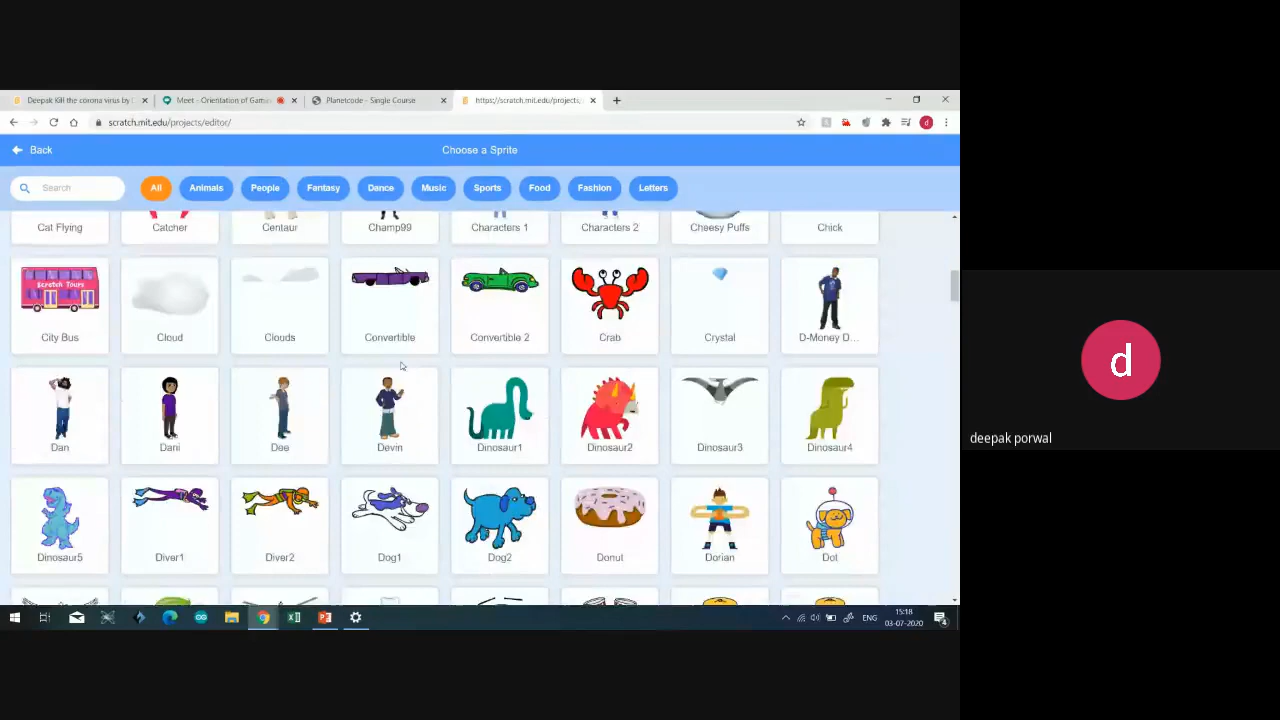 Deepak Kill the corona virus by
Meet - Orientation of Game
Planetcode - Single Course
https://scratch.mit.edu/projects,
scratch.mit.edu/projects/editor/
Back
Choose a Sprite
Search
All
Animals
People
Fantasy
Dance
Music
Sports
Food
Fashion
Letters
Cat Flying
Catcher
Centaur
Champ99
Characters 1
Characters 2
Cheesy Puffs
Chick
Scratch Tours
City Bus
Cloud
Clouds
Convertible
Convertible 2
Crab
Crystal
D-Money D...
Dan
Dani
Dee
Devin
Dinosaur1
Dinosaur2
Dinosaur3
Dinosaur4
Dinosaur5
Diver1
Diver2
Dog1
Dog2
Donut
Dorian
Dot
d
deepak porwal
ENG
15:18
03-07-2020
4